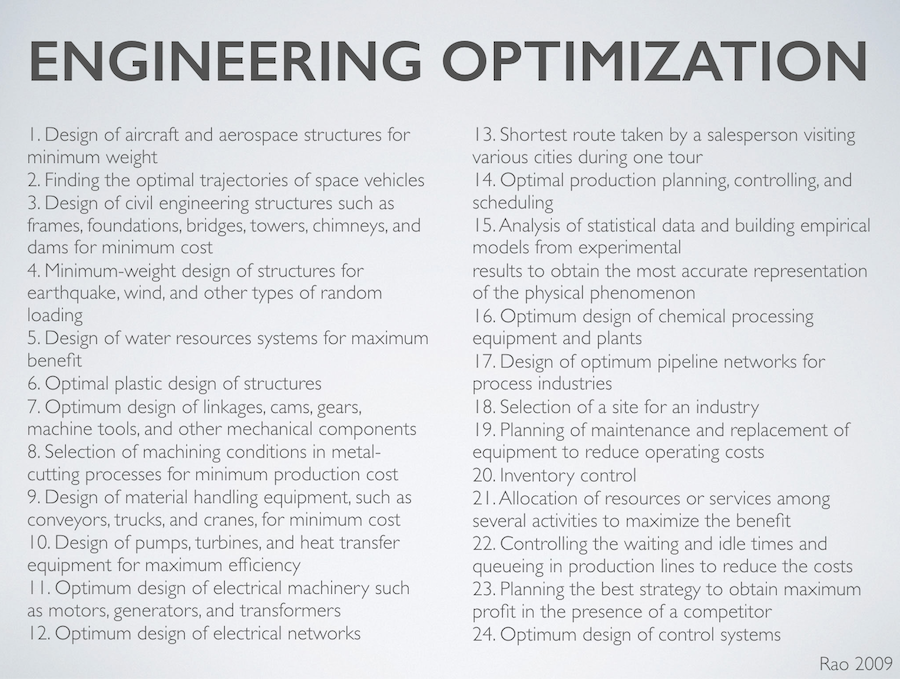 ENGINEERING OPTIMIZATION
1. Design of aircraft and aerospace structures for
minimum weight
2. Finding the optimal trajectories of space vehicles
3. Design of civil engineering structures such as
frames, foundations, bridges, towers, chimneys, and
dams for minimum cost
4. Minimum-weight design of structures for
earthquake, wind, and other types of random
loading
5. Design of water resources systems for maximum
benefit
6. Optimal plastic design of structures
7. Optimum design of linkages, cams, gears,
machine tools, and other mechanical components
8. Selection of machining conditions in metal-
cutting processes for minimum production cost
9. Design of material handling equipment, such as
conveyors, trucks, and cranes, for minimum cost
10. Design of pumps, turbines, and heat transfer
equipment for maximum efficiency
11. Optimum design of electrical machinery such
as motors, generators, and transformers
12. Optimum design of electrical networks
13. Shortest route taken by a salesperson visiting
various cities during one tour
14. Optimal production planning, controlling, and
scheduling
15. Analysis of statistical data and building empirical
models from experimental
results to obtain the most accurate representation
of the physical phenomenon
16. Optimum design of chemical processing
equipment and plants
17. Design of optimum pipeline networks for
process industries
18. Selection of a site for an industry
19. Planning of maintenance and replacement of
equipment to reduce operating costs
20. Inventory control
21. Allocation of resources or services among
several activities to maximize the benefit
22. Controlling the waiting and idle times and
queueing in production lines to reduce the costs
23. Planning the best strategy to obtain maximum
profit in the presence of a competitor
24. Optimum design of control systems
Rao 2009